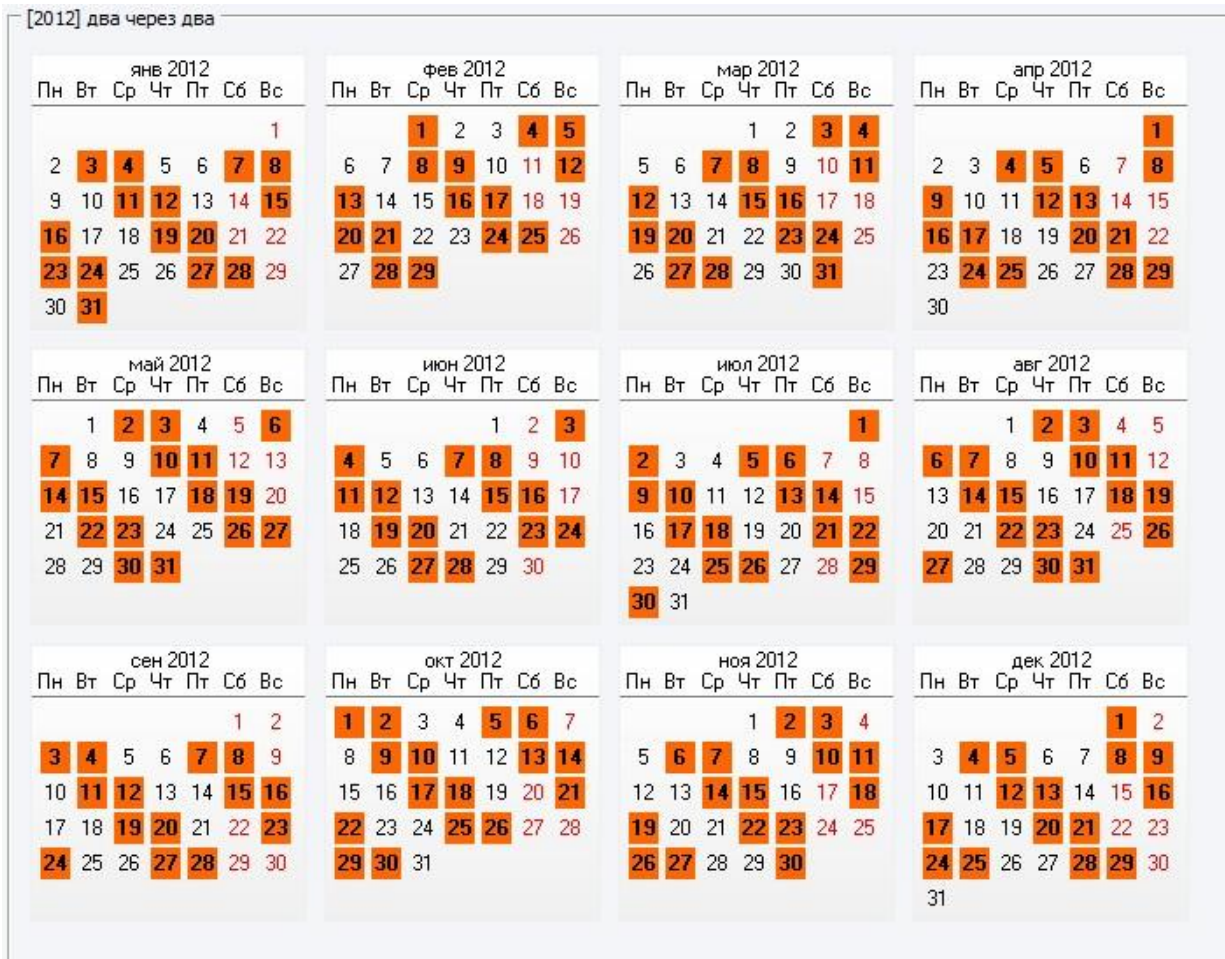 [2012] два через два
янв 2012 фев 2012 мар 2012 апр 2012
Пн Вт Ср Чт Пт Сб Вс Пн Вт Ср Чт Пт Сб Вс Пн Вт Ср Чт Пт Сб Вс Пн Вт Ср Чт Пт Сб Вс
1 1 2 3 4 5 1 2 3 4 1
2 3 4 5 6 7 8 6 7 8 9 10 11 12 5 6 7 8 9 10 11 2 3 4 5 6 7 8
9 10 11 12 13 14 15 13 14 15 16 17 18 19 12 13 14 15 16 17 18 9 10 11 12 13 14 15
16 17 18 19 20 21 22 20 21 22 23 24 25 26 19 20 21 22 23 24 25 16 17 18 19 20 21 22
23 24 25 26 27 28 29 27 28 29 26 27 28 29 30 31 23 24 25 26 27 28 29
30 31 30
май 2012 июн 2012 июл 2012 авг 2012
Пн Вт Ср Чт Пт Сб Вс Пн Вт Ср Чт Пт Сб Вс Пн Вт Ср Чт Пт Сб Вс Пн Вт Ср Чт Пт Сб Вс
1 2 3 4 5 6 1 2 3 1 1 2 3 4 5
7 8 9 10 11 12 13 4 5 6 7 8 9 10 2 3 4 5 6 7 8 6 7 8 9 10 11 12
14 15 16 17 18 19 20 11 12 13 14 15 16 17 9 10 11 12 13 14 15 13 14 15 16 17 18 19
21 22 23 24 25 26 27 18 19 20 21 22 23 24 16 17 18 19 20 21 22 20 21 22 23 24 25 26
28 29 30 31 25 26 27 28 29 30 23 24 25 26 27 28 29 27 28 29 30 31
30 31
сен 2012 окт 2012 ноя 2012 дек 2012
Пн Вт Ср Чт Пт Сб Вс Пн Вт Ср Чт Пт Сб Вс Пн Вт Ср Чт Пт Сб Вс Пн Вт Ср Чт Пт Сб Вс
1 2 1 2 3 4 5 6 7 1 2 3 4 1 2
3 4 5 6 7 8 9 8 9 10 11 12 13 14 5 6 7 8 9 10 11 3 4 5 6 7 8 9
10 11 12 13 14 15 16 15 16 17 18 19 20 21 12 13 14 15 16 17 18 10 11 12 13 14 15 16
17 18 19 20 21 22 23 22 23 24 25 26 27 28 19 20 21 22 23 24 25 17 18 19 20 21 22 23
24 25 26 27 28 29 30 29 30 31 26 27 28 29 30 24 25 26 27 28 29 30
31